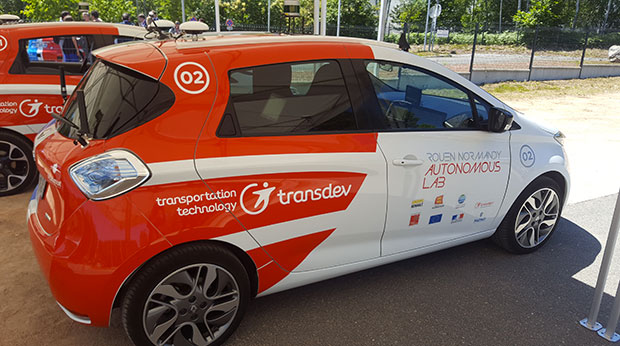 02
transportation
technology
transdev
ROUEN NORMANDY
AUTONOMOUS
LAB
02
transdev